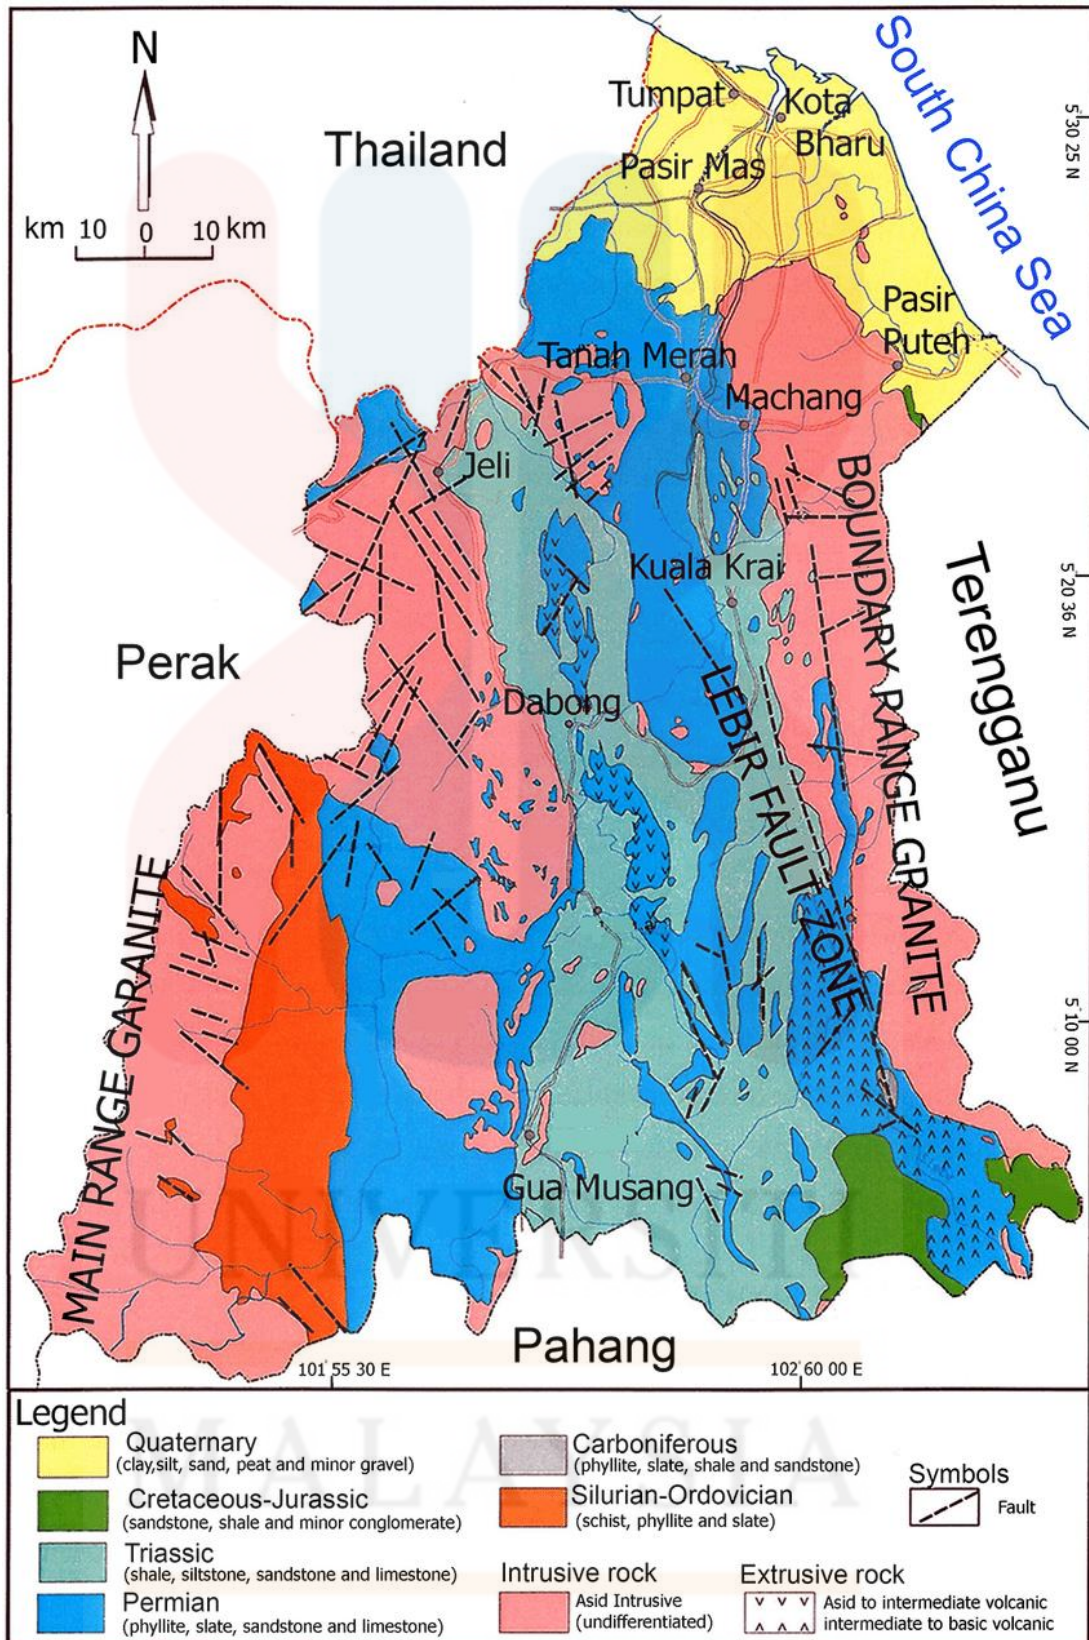 N
km 10 0 10 km
Thailand
South China Sea
Tumpat
Kota
Bharu
Pasir Mas
5 30 25 N
Pasir
Puteh
Tanah Merah
Machang
Jeli
Kuala Krai
5 20 36 N
Perak
Terengganu
Dabong
LEBIR FAULT ZONE
BOUNDARY RANGE GRANITE
MAIN RANGE GARANITE
5 10 00 N
Gua Musang
UNIVERSITI
Pahang
101 55 30 E
102 60 00 E
MALAYSIA
Legend
Quaternary
(clay,silt, sand, peat and minor gravel)
Cretaceous-Jurassic
(sandstone, shale and minor conglomerate)
Triassic
(shale, siltstone, sandstone and limestone)
Permian
(phyllite, slate, sandstone and limestone)
Carboniferous
(phyllite, slate, shale and sandstone)
Silurian-Ordovician
(schist, phyllite and slate)
Intrusive rock
Asid Intrusive
(undifferentiated)
Symbols
Fault
Extrusive rock
Asid to intermediate volcanic
intermediate to basic volcanic